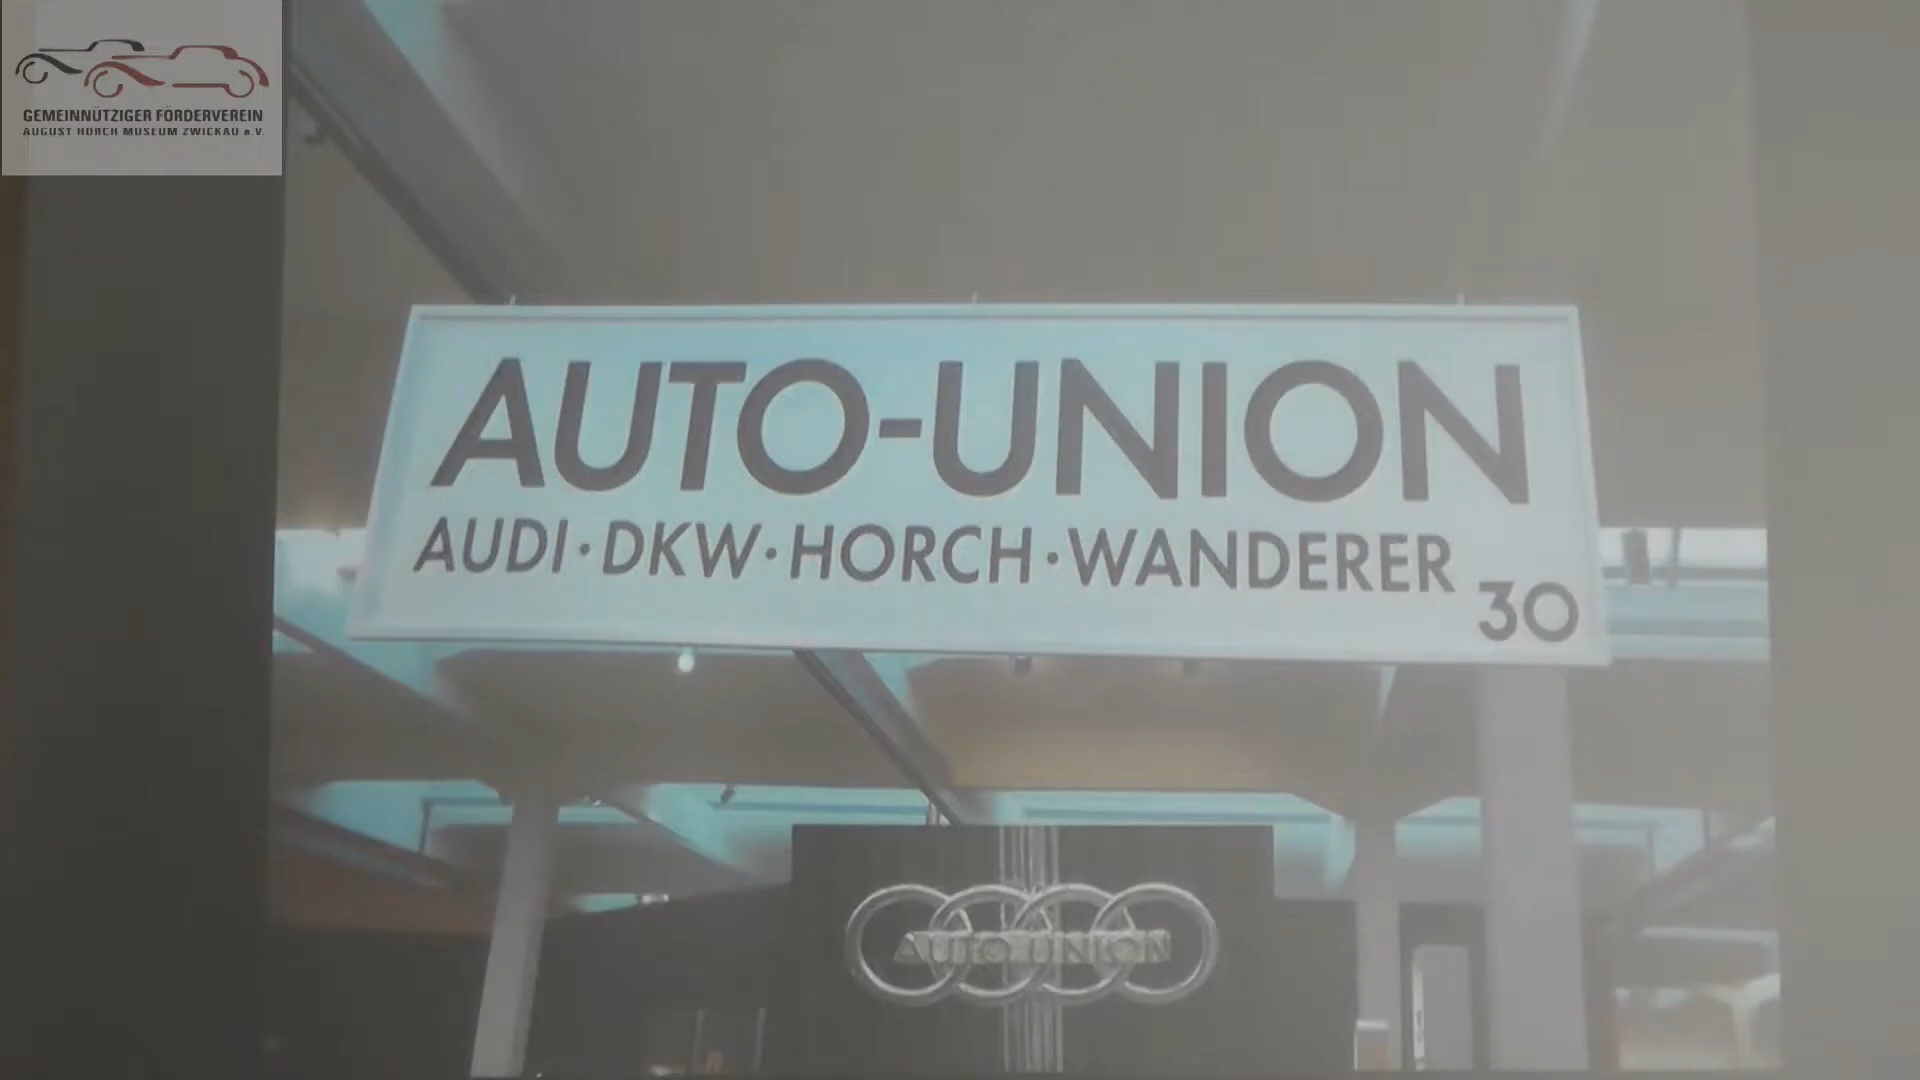 GEMEINNÜTZIGER FÖRDERVEREIN
AUGUST HORCH MUSEUM ZWICKAU e.V.
AUTO-UNION
AUDI·DKW·HORCH·WANDERER
30
AUTO UNION